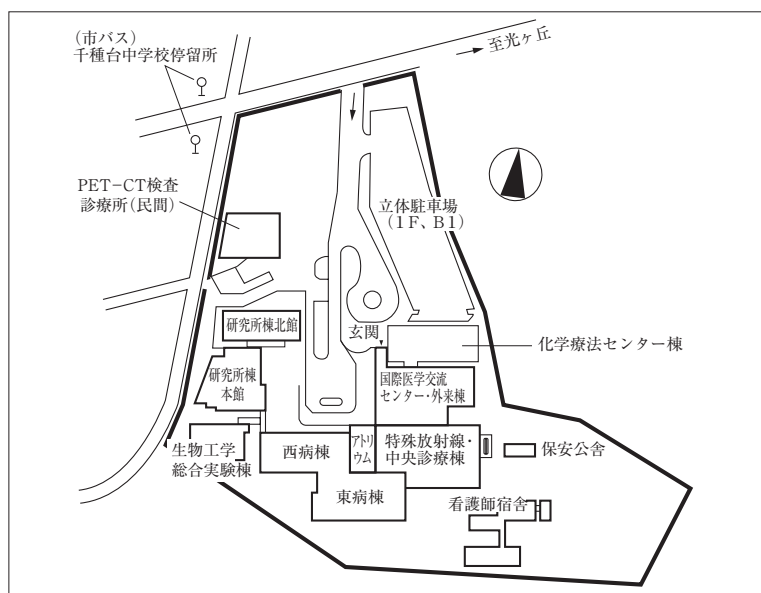 (市バス)
千種台中学校停留所
至光ヶ丘
PET-CT検査
診療所(民間)
立体駐車場
(1F、B1)
研究所棟北館
玄関
化学療法センター棟
研究所棟
本館
国際医学交流
センター・外来棟
生物工学
総合実験棟
西病棟
アトリ
ウム
特殊放射線・
中央診療棟
保安公舎
東病棟
看護師宿舎